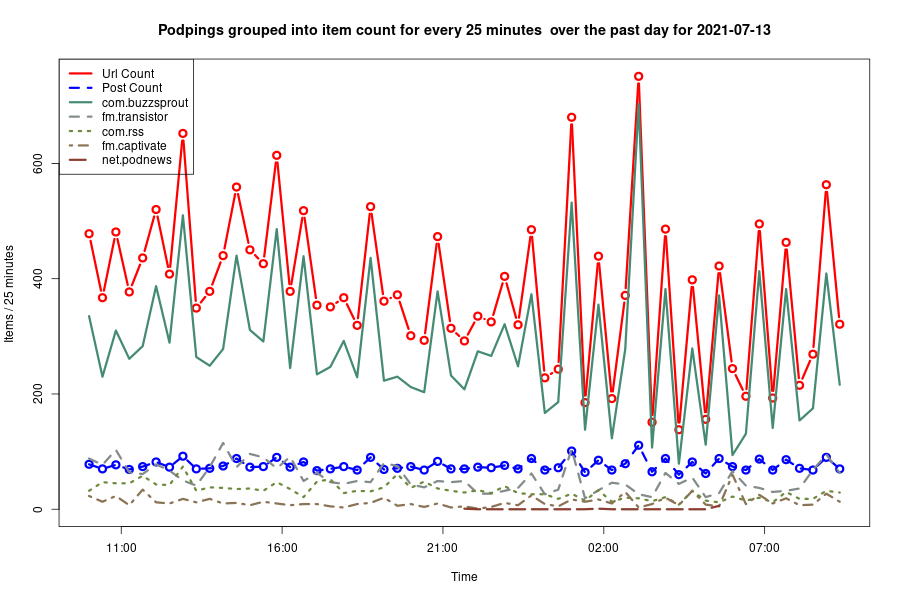 Podpings grouped into item count for every 25 minutes  over the past day for 2021-07-13
Url Count
Post Count
com.buzzsprout
fm.transistor
com.rss
fm.captivate
net.podnews
Items / 25 minutes
600
400
200
0
11:00 16:00 21:00 02:00 07:00
Time